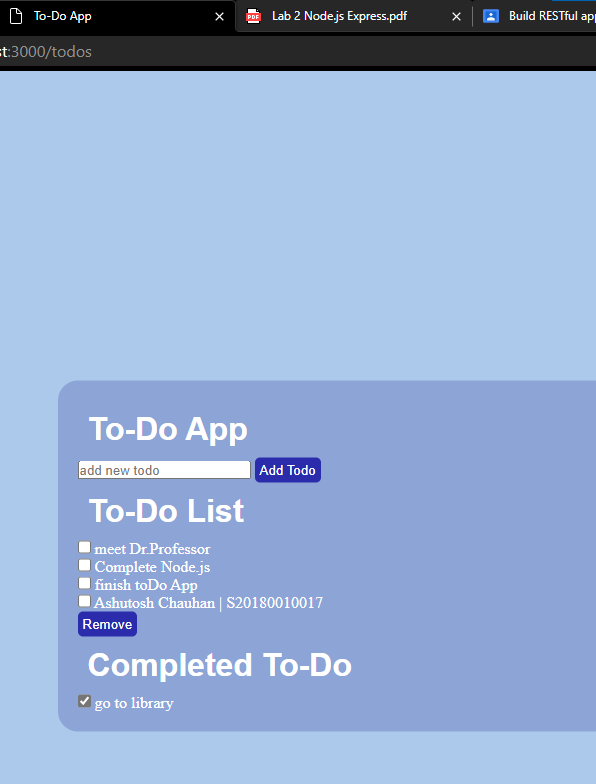 To-Do App
PDF
Lab 2 Node.js Express.pdf
Build RESTful app
st:3000/todos
To-Do App
add new todo Add Todo
To-Do List
meet Dr.Professor
Complete Node.js
finish toDo App
Ashutosh Chauhan | S20180010017
Remove
Completed To-Do
go to library